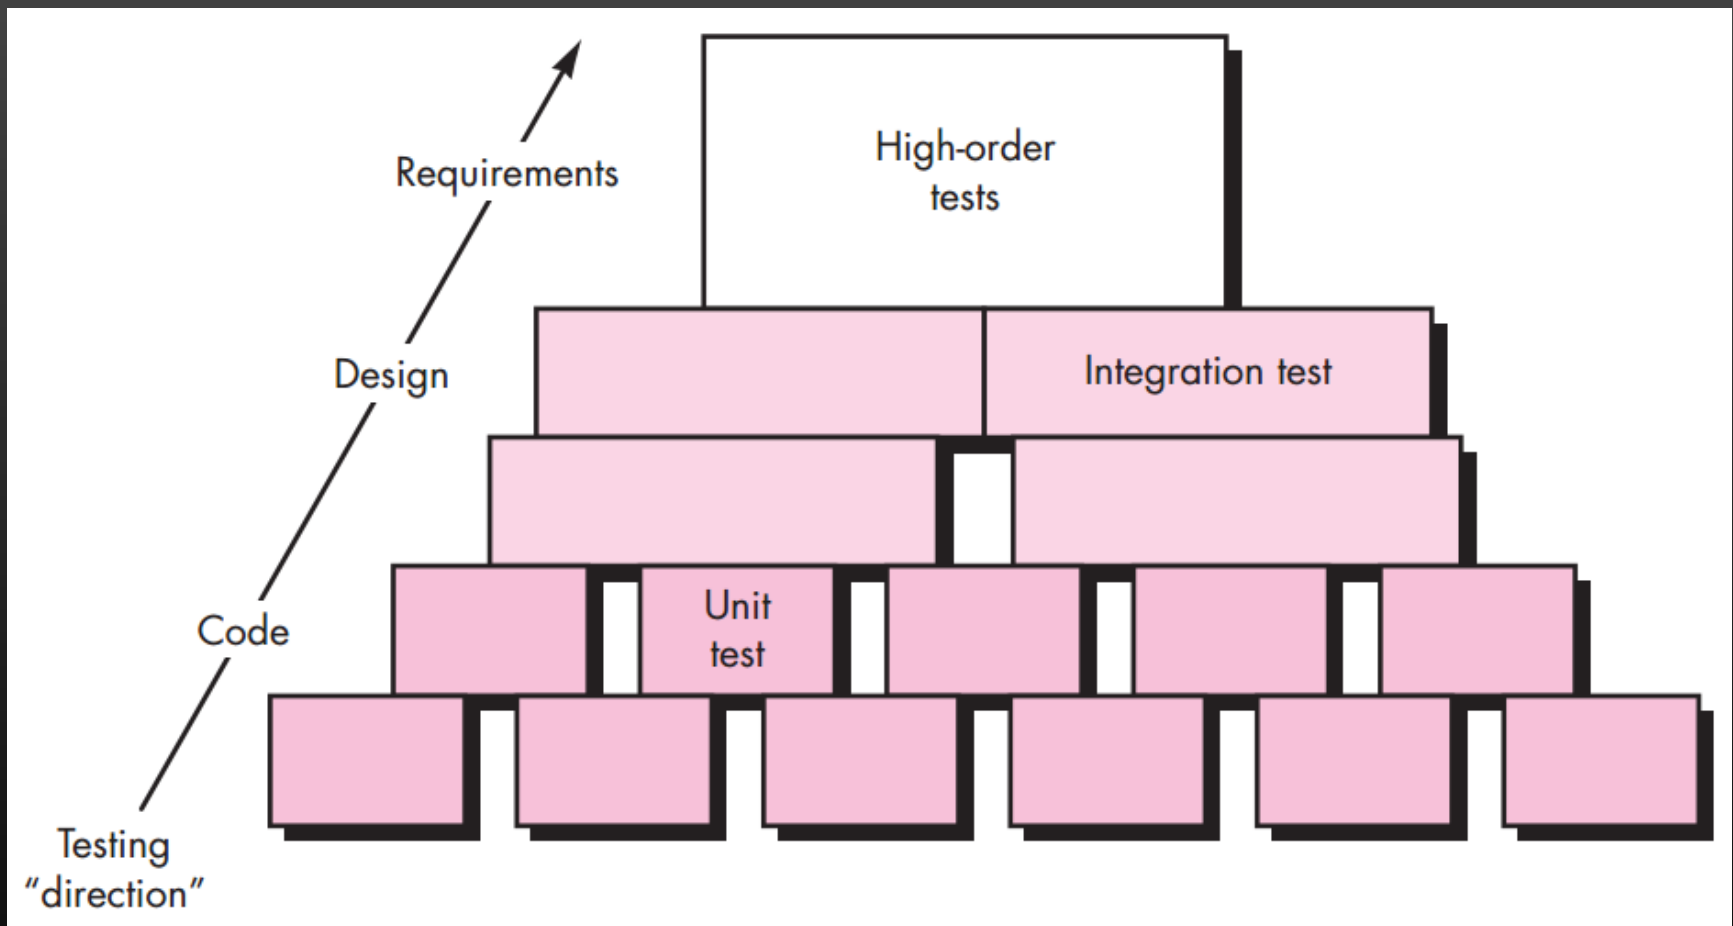 High-order
tests
Requirements
Integration test
Design
Unit
test
Code
Testing
“direction”